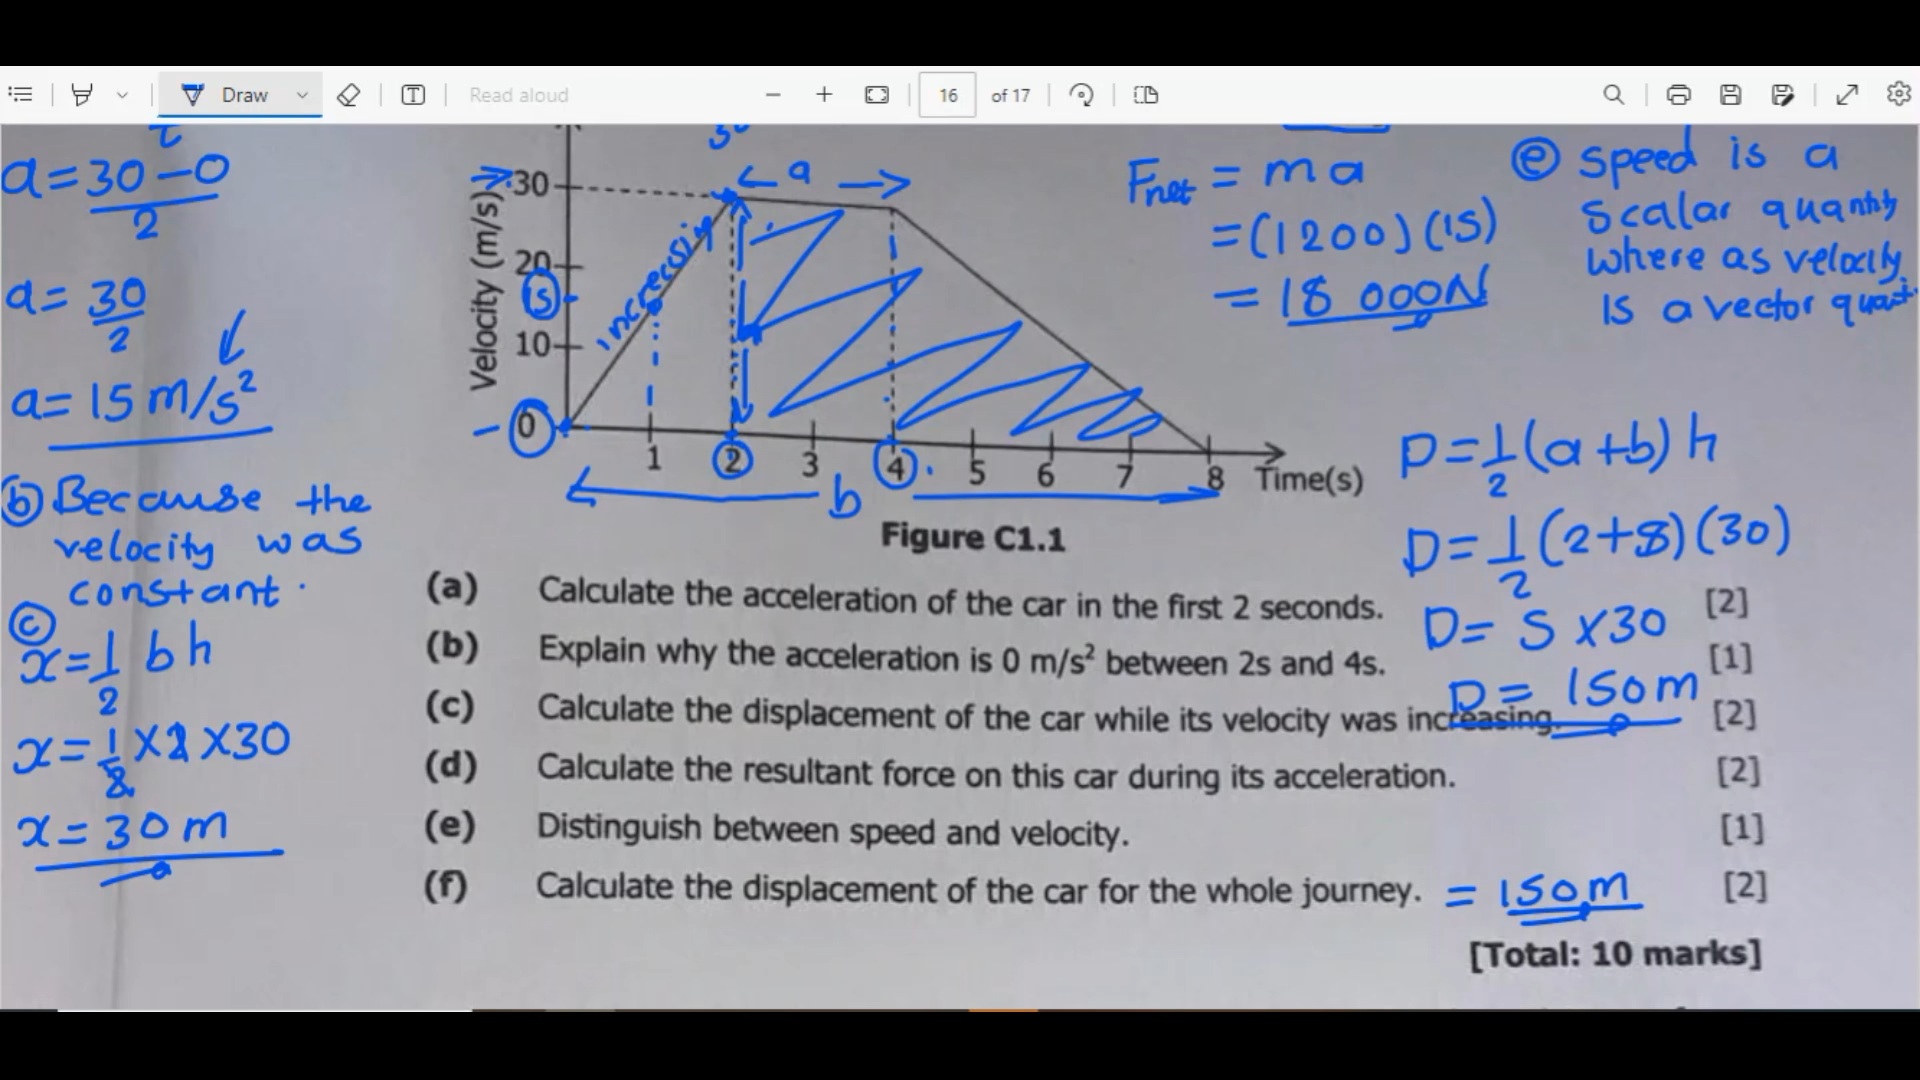 Draw
Read aloud
16 of 17
a = 30 - 0
2
a = 30
2
a = 15 m/s²
(b) Because the
velocity was
constant.
(c)
x = 1 b h
2
x = 1 × 2 × 30
2
x = 30 m
Velocity (m/s)
30
20
15
10
0
increasing
a
1 2 3 4 5 6 7 8 Time(s)
b
Figure C1.1
Fnet = ma
= (1200)(15)
= 18 000N
(e) speed is a
scalar quantity
where as velocity
is a vector
D = 1 (a + b) h
2
D = 1 (2+8)(30)
2
D = 5 × 30
D = 150m
(a) Calculate the acceleration of the car in the first 2 seconds. [2]
(b) Explain why the acceleration is 0 m/s² between 2s and 4s. [1]
(c) Calculate the displacement of the car while its velocity was increasing. [2]
(d) Calculate the resultant force on this car during its acceleration. [2]
(e) Distinguish between speed and velocity. [1]
(f) Calculate the displacement of the car for the whole journey. = 150m [2]
[Total: 10 marks]